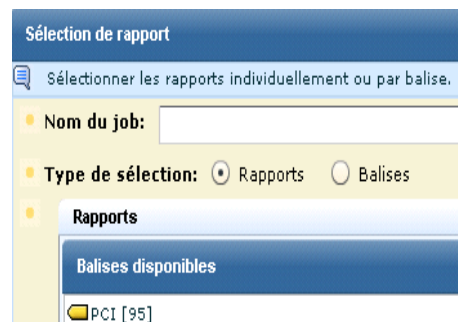 Sélection de rapport
Sélectionner les rapports individuellement ou par balise.
Nom du job:
Type de sélection: Rapports Balises
Rapports
Balises disponibles
PCI [95]